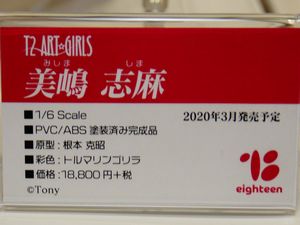 T2 ART☆GIRLS
みしま しま
美嶋 志麻
■1/6 Scale
2020年3月発売予定
■PVC/ABS 塗装済み完成品
■原型：根本 克昭
■彩色：トルマリンゴリラ
■価格：18,800円+税
eighteen
©Tony